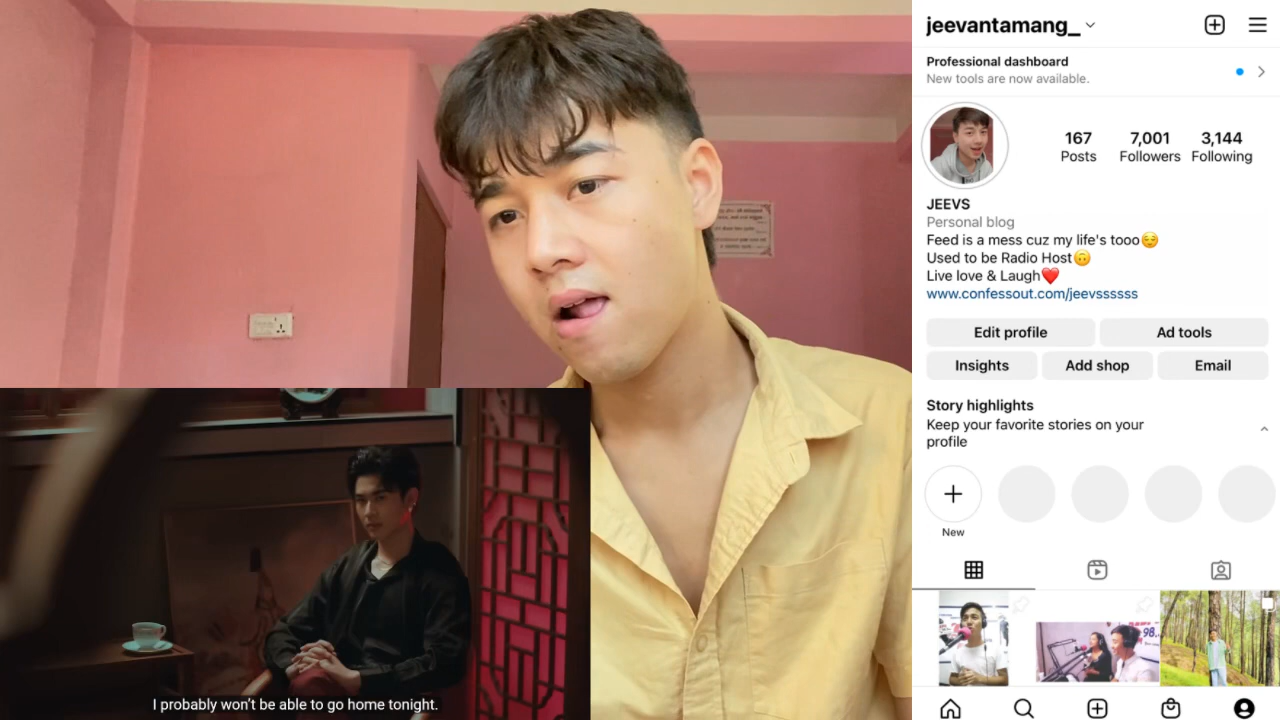 jeevantamang_
Professional dashboard
New tools are now available.
167
Posts
7,001
Followers
3,144
Following
JEEVS
Personal blog
Feed is a mess cuz my life's tooo😌
Used to be Radio Host🙃
Live love & Laugh❤️
www.confessout.com/jeevssssss
Edit profile
Ad tools
Insights
Add shop
Email
Story highlights
Keep your favorite stories on your
profile
New
98.
I probably won't be able to go home tonight.